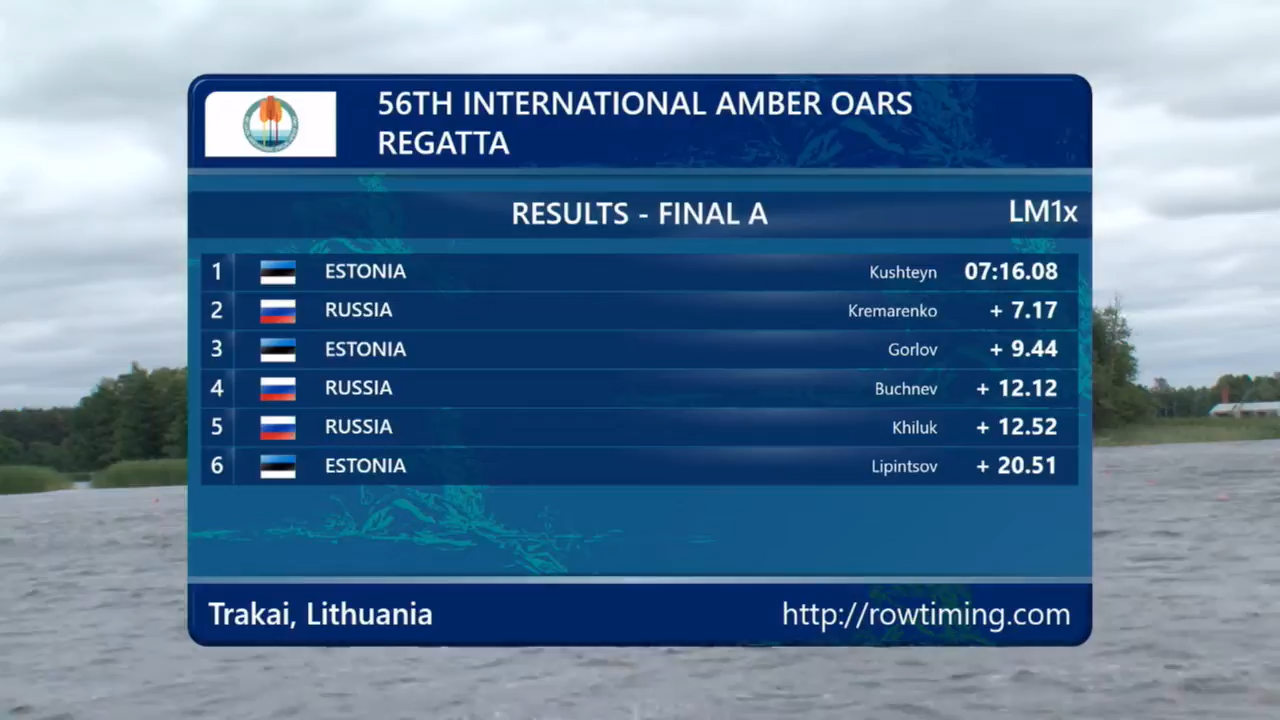 56TH INTERNATIONAL AMBER OARS
REGATTA
RESULTS - FINAL A LM1x
1 ESTONIA Kushteyn 07:16.08
2 RUSSIA Kremarenko + 7.17
3 ESTONIA Gorlov + 9.44
4 RUSSIA Buchnev + 12.12
5 RUSSIA Khiluk + 12.52
6 ESTONIA Lipintsov + 20.51
Trakai, Lithuania http://rowtiming.com